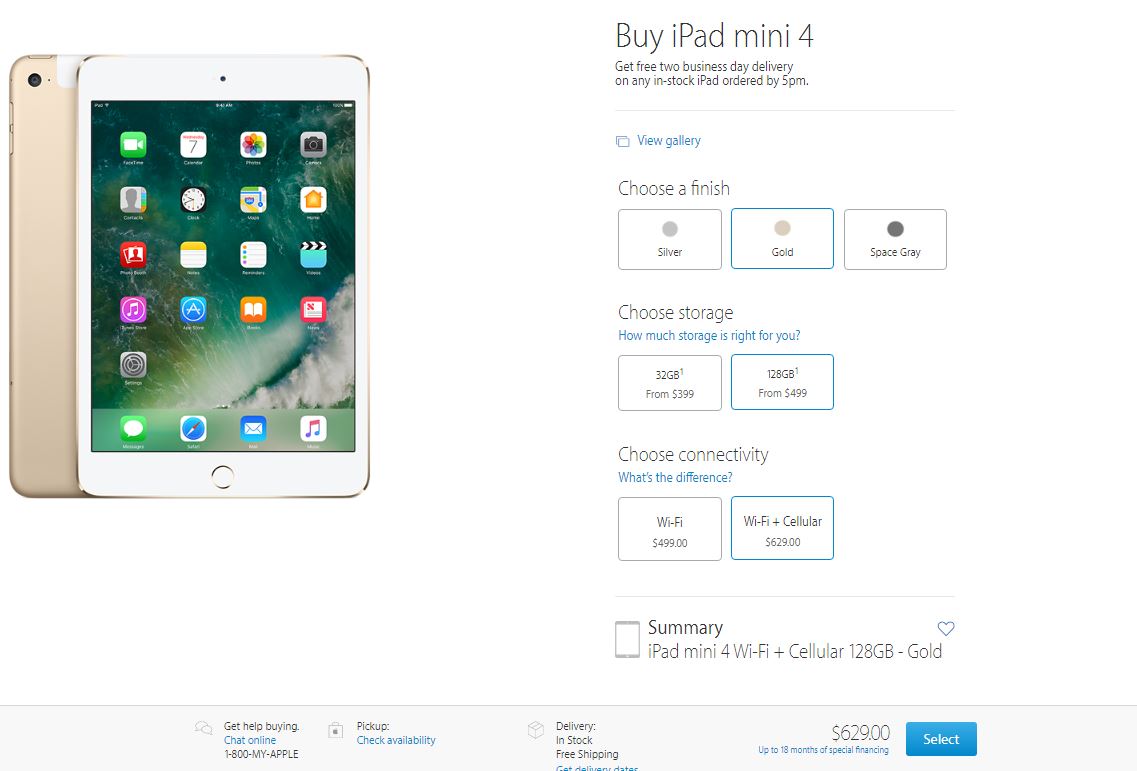 Buy iPad mini 4
Get free two business day delivery
on any in-stock iPad ordered by 5pm.
View gallery
Choose a finish
Silver
Gold
Space Gray
Choose storage
How much storage is right for you?
32GB1
From $399
128GB1
From $499
Choose connectivity
What's the difference?
Wi-Fi
$499.00
Wi-Fi + Cellular
$629.00
Summary
iPad mini 4 Wi-Fi + Cellular 128GB - Gold
iPad
9:41 AM
100%
FaceTime
Wednesday
7
Calendar
Photos
Camera
Contacts
Clock
Maps
Home
Photo Booth
Notes
Reminders
Videos
iTunes Store
App Store
iBooks
News
Settings
Messages
Safari
Mail
Music
Get help buying.
Chat online
1-800-MY-APPLE
Pickup:
Check availability
Delivery:
In Stock
Free Shipping
Get delivery dates
$629.00
Up to 18 months of special financing
Select